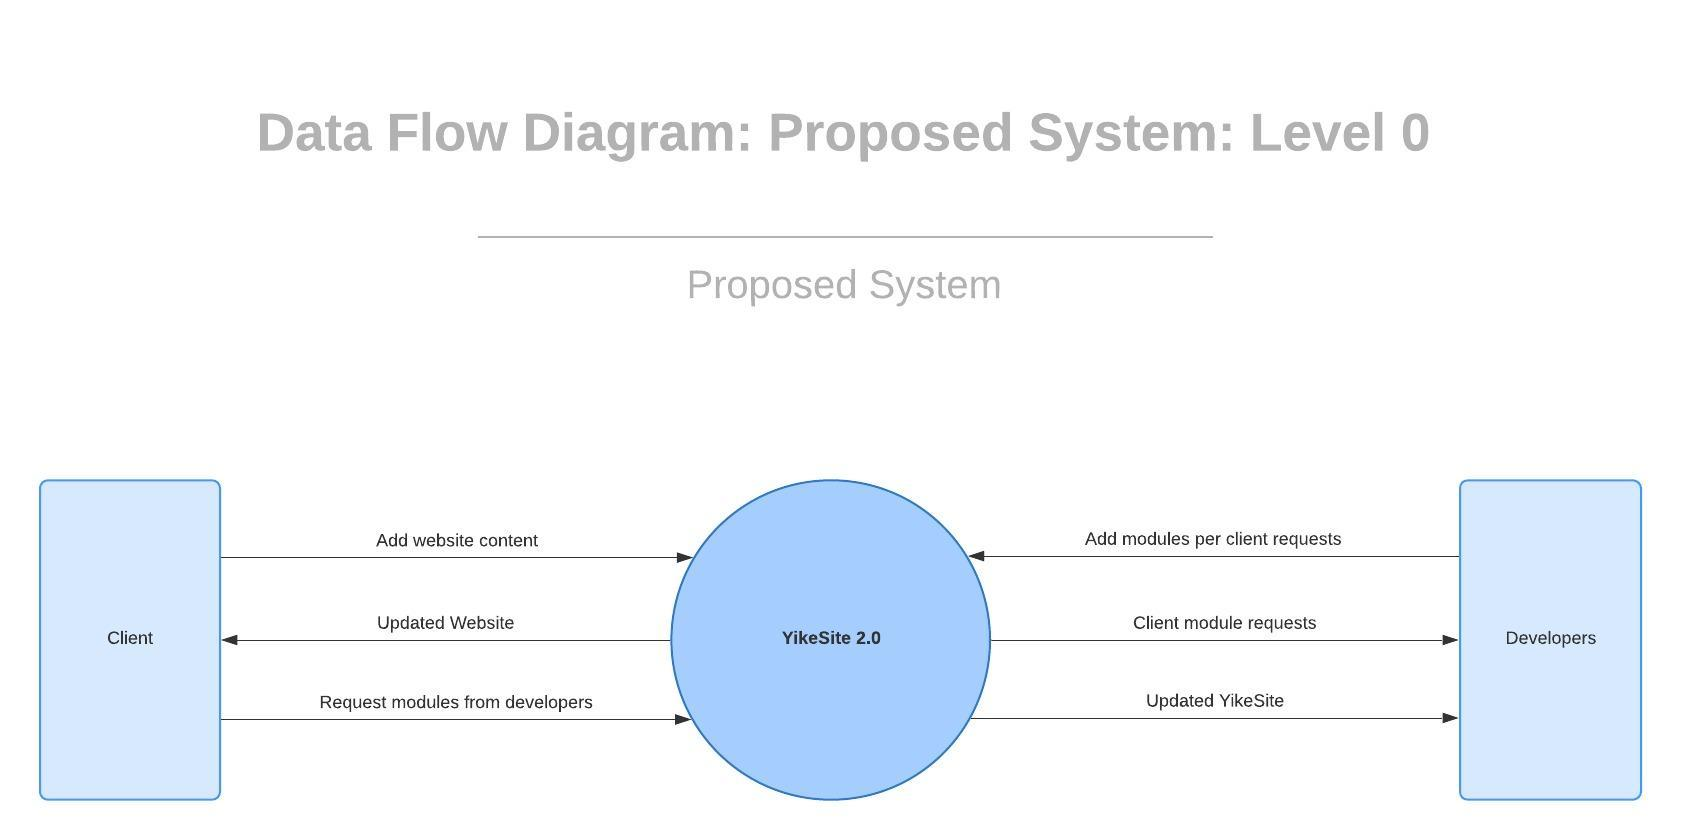 Data Flow Diagram: Proposed System: Level 0
Proposed System
Add website content
Add modules per client requests
Updated Website
Client module requests
Client
YikeSite 2.0
Developers
Request modules from developers
Updated YikeSite